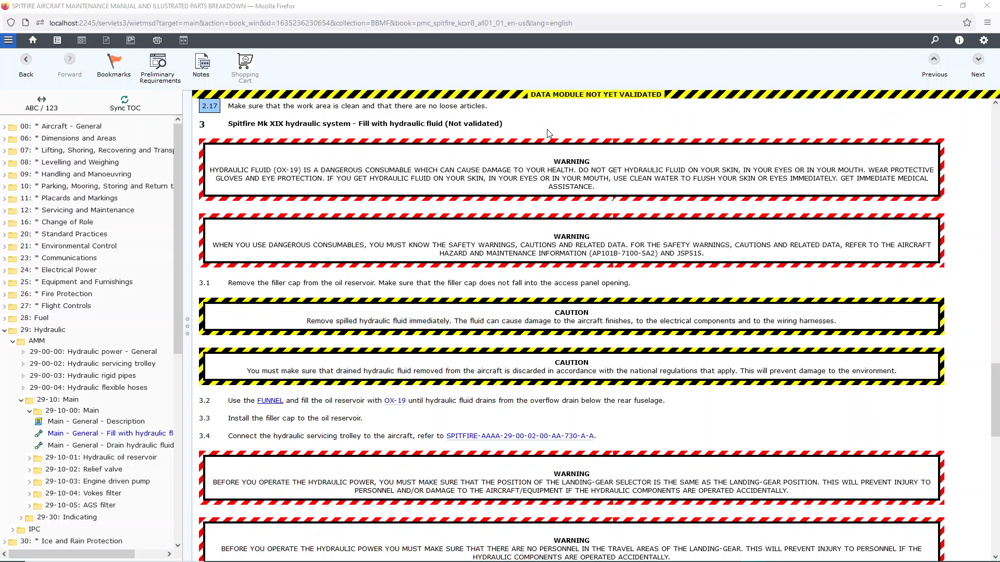 SPITFIRE AIRCRAFT MAINTENANCE MANUAL AND ILLUSTRATED PARTS BREAKDOWN — Mozilla Firefox
localhost:2245/servlets3/wietmsd?target=main&action=book_win&id=1635236230654&collection=BBMF&book=pmc_spitfire_kcxr8_all01_01_en-us&lang=english
Back
Forward
Bookmarks
Preliminary
Requirements
Notes
Shopping
Cart
Previous
Next
ABC / 123
Sync TOC
00: * Aircraft - General
06: * Dimensions and Areas
07: * Lifting, Shoring, Recovering and Transp
08: * Levelling and Weighing
09: * Handling and Manoeuvring
10: * Parking, Mooring, Storing and Return t
11: * Placards and Markings
12: * Servicing and Maintenance
16: * Change of Role
20: * Standard Practices
21: * Environmental Control
23: * Communications
24: * Electrical Power
25: * Equipment and Furnishings
26: * Fire Protection
27: * Flight Controls
28: Fuel
29: Hydraulic
AMM
29-00-00: Hydraulic power - General
29-00-02: Hydraulic servicing trolley
29-00-03: Hydraulic rigid pipes
29-00-04: Hydraulic flexible hoses
29-10: Main
29-10-00: Main
Main - General - Description
Main - General - Fill with hydraulic fl
Main - General - Drain hydraulic fluid
29-10-01: Hydraulic oil reservoir
29-10-02: Relief valve
29-10-03: Engine driven pump
29-10-04: Vokes filter
29-10-05: AGS filter
29-30: Indicating
IPC
30: * Ice and Rain Protection
DATA MODULE NOT YET VALIDATED
2.17 Make sure that the work area is clean and that there are no loose articles.
3 Spitfire Mk XIX hydraulic system - Fill with hydraulic fluid (Not validated)
WARNING
HYDRAULIC FLUID (OX-19) IS A DANGEROUS CONSUMABLE WHICH CAN CAUSE DAMAGE TO YOUR HEALTH. DO NOT GET HYDRAULIC FLUID ON YOUR SKIN, IN YOUR EYES OR IN YOUR MOUTH. WEAR PROTECTIVE
GLOVES AND EYE PROTECTION. IF YOU GET HYDRAULIC FLUID ON YOUR SKIN, IN YOUR EYES OR IN YOUR MOUTH, USE CLEAN WATER TO FLUSH YOUR SKIN OR EYES IMMEDIATELY. GET IMMEDIATE MEDICAL
ASSISTANCE.
WARNING
WHEN YOU USE DANGEROUS CONSUMABLES, YOU MUST KNOW THE SAFETY WARNINGS, CAUTIONS AND RELATED DATA. FOR THE SAFETY WARNINGS, CAUTIONS AND RELATED DATA, REFER TO THE AIRCRAFT
HAZARD AND MAINTENANCE INFORMATION (AP101B-7100-5A2) AND JSP515.
3.1 Remove the filler cap from the oil reservoir. Make sure that the filler cap does not fall into the access panel opening.
CAUTION
Remove spilled hydraulic fluid immediately. The fluid can cause damage to the aircraft finishes, to the electrical components and to the wiring harnesses.
CAUTION
You must make sure that drained hydraulic fluid removed from the aircraft is discarded in accordance with the national regulations that apply. This will prevent damage to the environment.
3.2 Use the FUNNEL and fill the oil reservoir with OX-19 until hydraulic fluid drains from the overflow drain below the rear fuselage.
3.3 Install the filler cap to the oil reservoir.
3.4 Connect the hydraulic servicing trolley to the aircraft, refer to SPITFIRE-AAAA-29-00-02-00-AA-730-A-A.
WARNING
BEFORE YOU OPERATE THE HYDRAULIC POWER, YOU MUST MAKE SURE THAT THE POSITION OF THE LANDING-GEAR SELECTOR IS THE SAME AS THE LANDING-GEAR POSITION. THIS WILL PREVENT INJURY TO
PERSONNEL AND/OR DAMAGE TO THE AIRCRAFT/EQUIPMENT IF THE HYDRAULIC COMPONENTS ARE OPERATED ACCIDENTALLY.
WARNING
BEFORE YOU OPERATE THE HYDRAULIC POWER YOU MUST MAKE SURE THAT THERE ARE NO PERSONNEL IN THE TRAVEL AREAS OF THE LANDING-GEAR. THIS WILL PREVENT INJURY TO PERSONNEL IF THE
HYDRAULIC COMPONENTS ARE OPERATED ACCIDENTALLY.